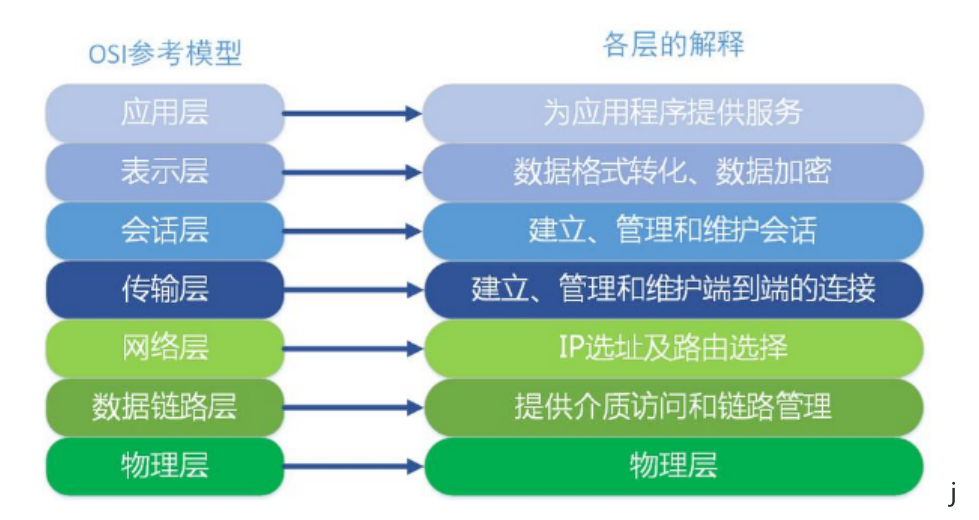 OSI参考模型 各层的解释
应用层 为应用程序提供服务
表示层 数据格式转化、数据加密
会话层 建立、管理和维护会话
传输层 建立、管理和维护端到端的连接
网络层 IP选址及路由选择
数据链路层 提供介质访问和链路管理
物理层 物理层
j